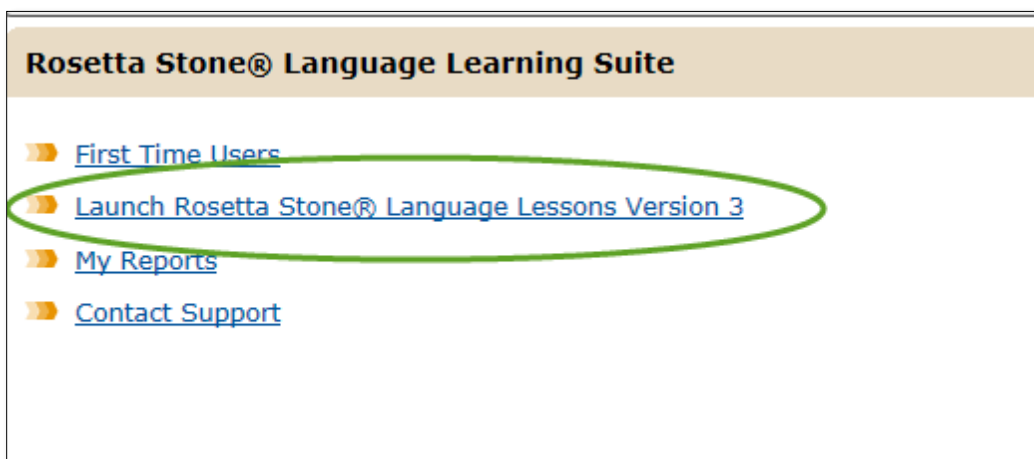 Rosetta Stone® Language Learning Suite
First Time Users
Launch Rosetta Stone® Language Lessons Version 3
My Reports
Contact Support